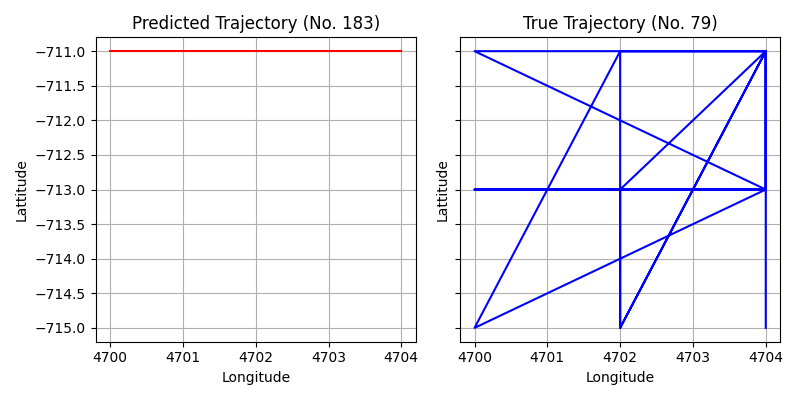 Predicted Trajectory (No. 183)
−711.0
−711.5
−712.0
−712.5
−713.0
−713.5
−714.0
−714.5
−715.0
Lattitude
4700 4701 4702 4703 4704
Longitude
True Trajectory (No. 79)
Lattitude
4700 4701 4702 4703 4704
Longitude